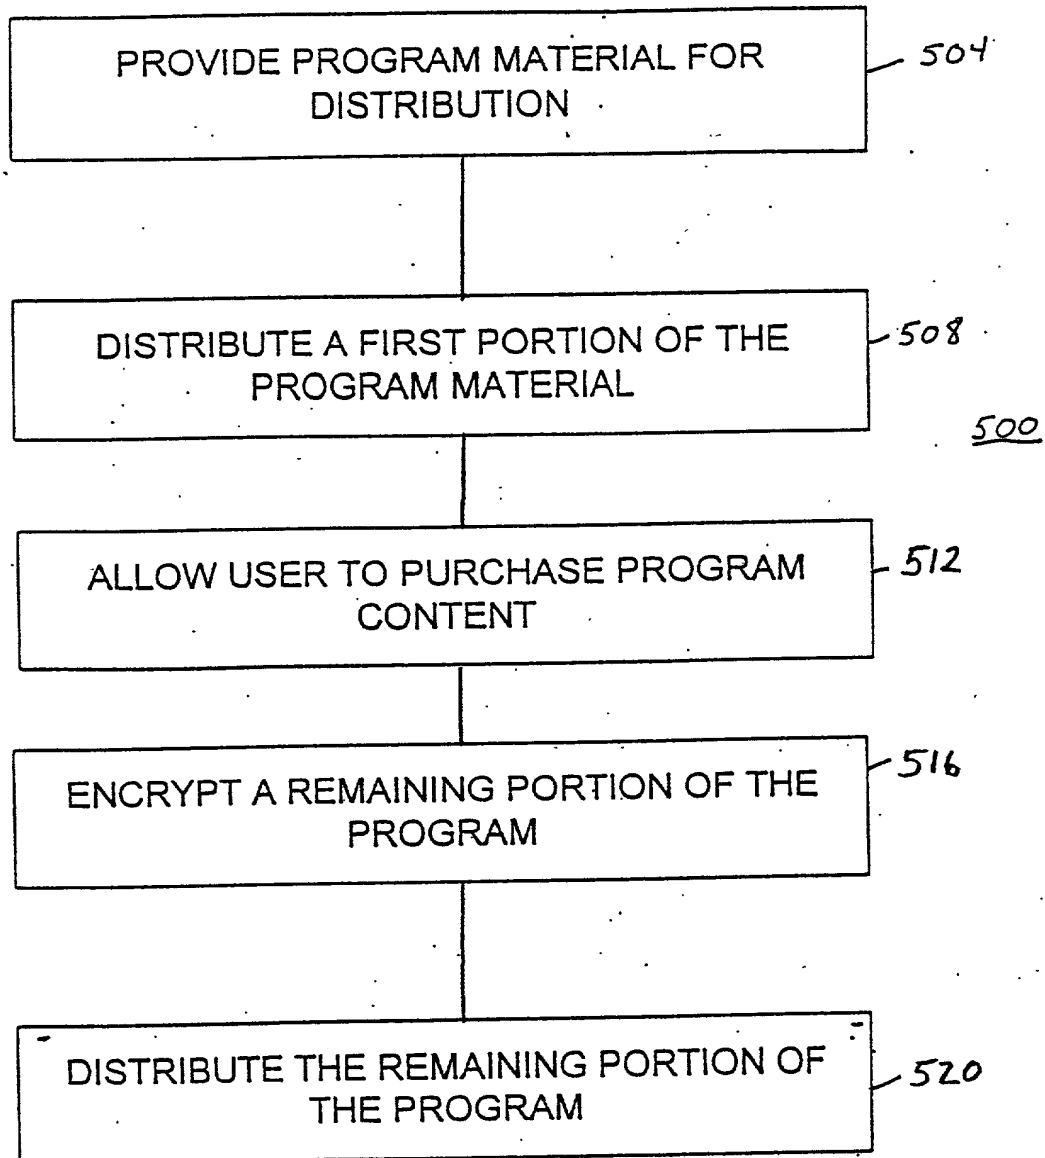 PROVIDE PROGRAM MATERIAL FOR
DISTRIBUTION
504
DISTRIBUTE A FIRST PORTION OF THE
PROGRAM MATERIAL
508
500
ALLOW USER TO PURCHASE PROGRAM
CONTENT
512
ENCRYPT A REMAINING PORTION OF THE
PROGRAM
516
DISTRIBUTE THE REMAINING PORTION OF
THE PROGRAM
520